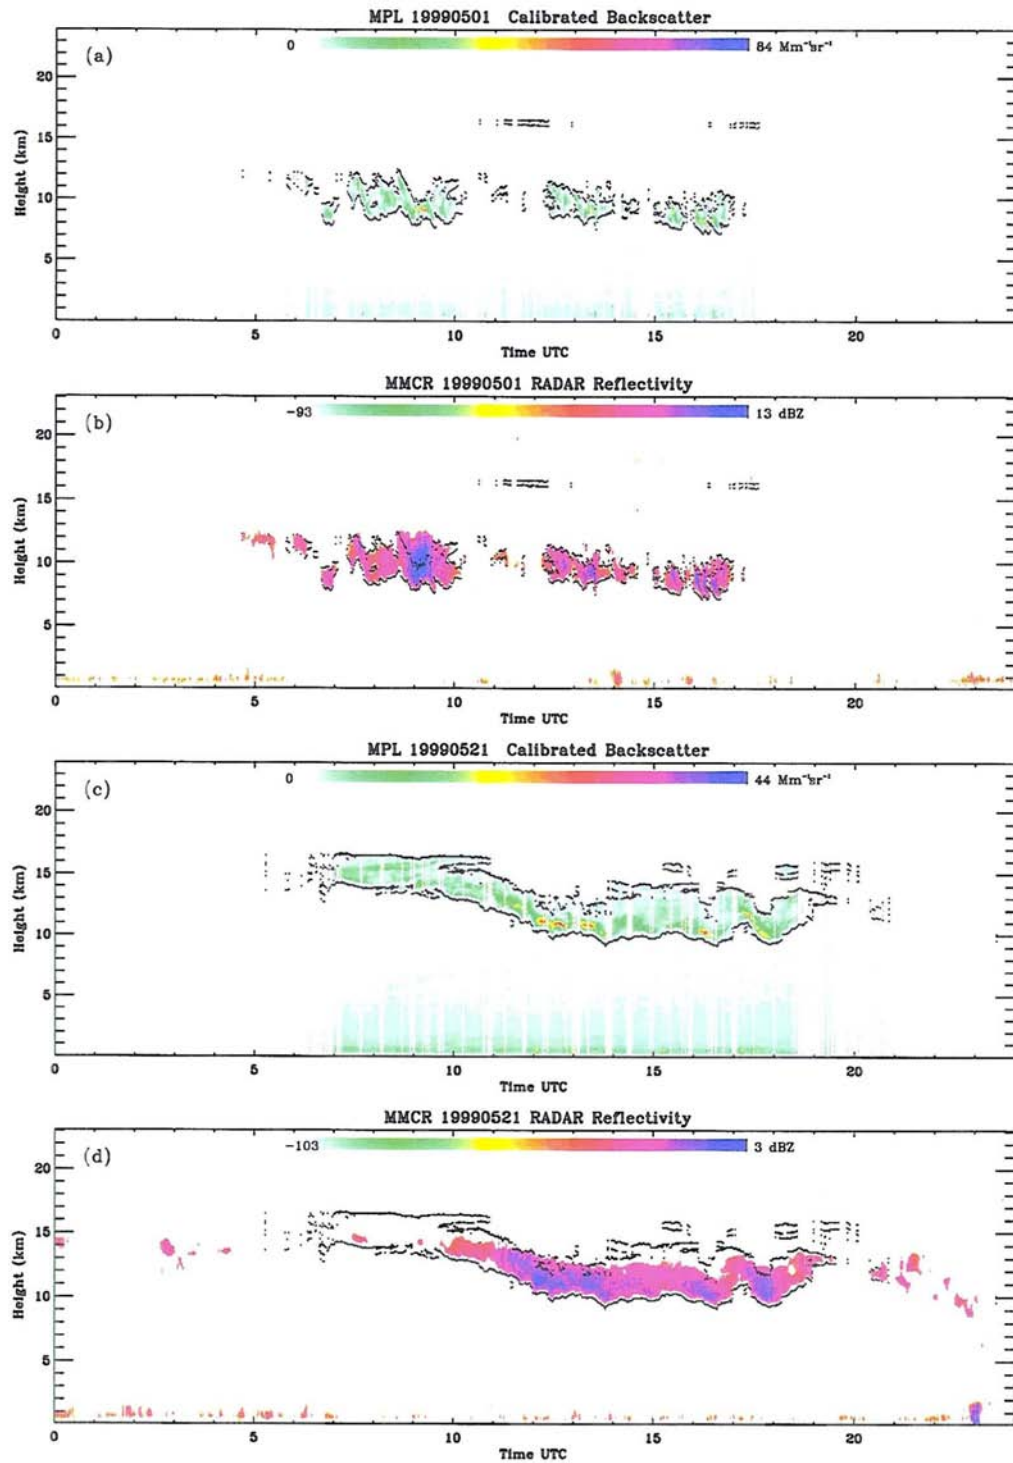 MPL 19990501 Calibrated Backscatter
(a)
0
84 Mm⁻¹sr⁻¹
20
15
10
5
Height (km)
0 5 10 15 20
Time UTC
MMCR 19990501 RADAR Reflectivity
(b)
-93
13 dBZ
20
15
10
5
Height (km)
0 5 10 15 20
Time UTC
MPL 19990521 Calibrated Backscatter
(c)
0
44 Mm⁻¹sr⁻¹
20
15
10
5
Height (km)
0 5 10 15 20
Time UTC
MMCR 19990521 RADAR Reflectivity
(d)
-103
3 dBZ
20
15
10
5
Height (km)
0 5 10 15 20
Time UTC